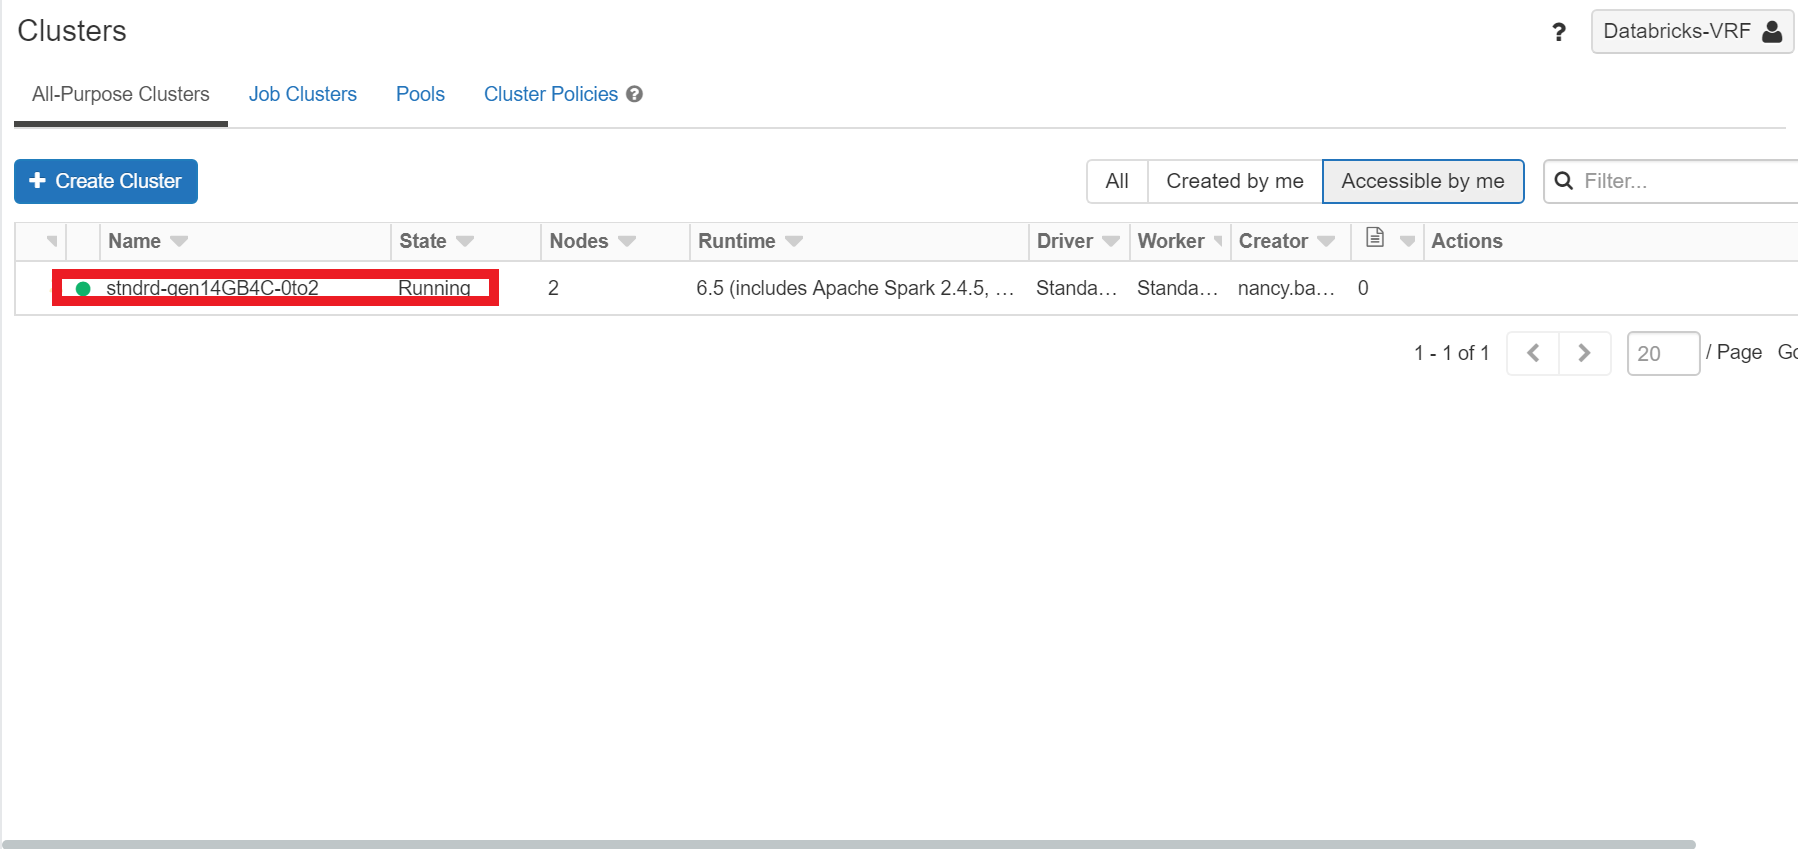 Clusters
? Databricks-VRF
All-Purpose Clusters Job Clusters Pools Cluster Policies ?
+ Create Cluster All Created by me Accessible by me Filter...
Name State Nodes Runtime Driver Worker Creator Actions
stndrd-gen14GB4C-0to2 Running 2 6.5 (includes Apache Spark 2.4.5, … Standa… Standa… nancy.ba… 0
1 - 1 of 1 20 / Page Go